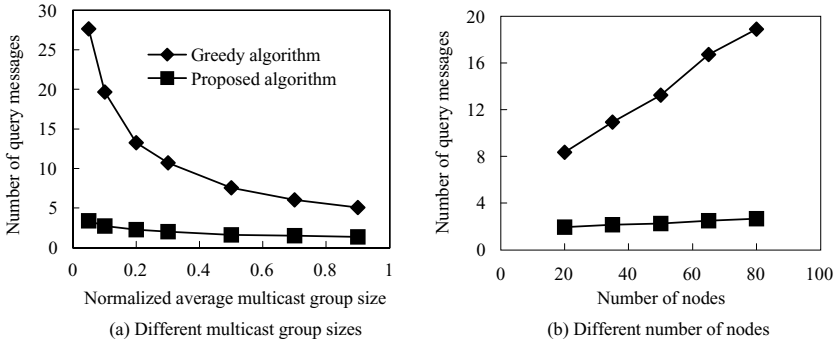 Number of query messages
30
25
20
15
10
5
0
Greedy algorithm
Proposed algorithm
0 0.2 0.4 0.6 0.8 1
Normalized average multicast group size
(a) Different multicast group sizes
Number of query messages
20
16
12
8
4
0
0 20 40 60 80 100
Number of nodes
(b) Different number of nodes